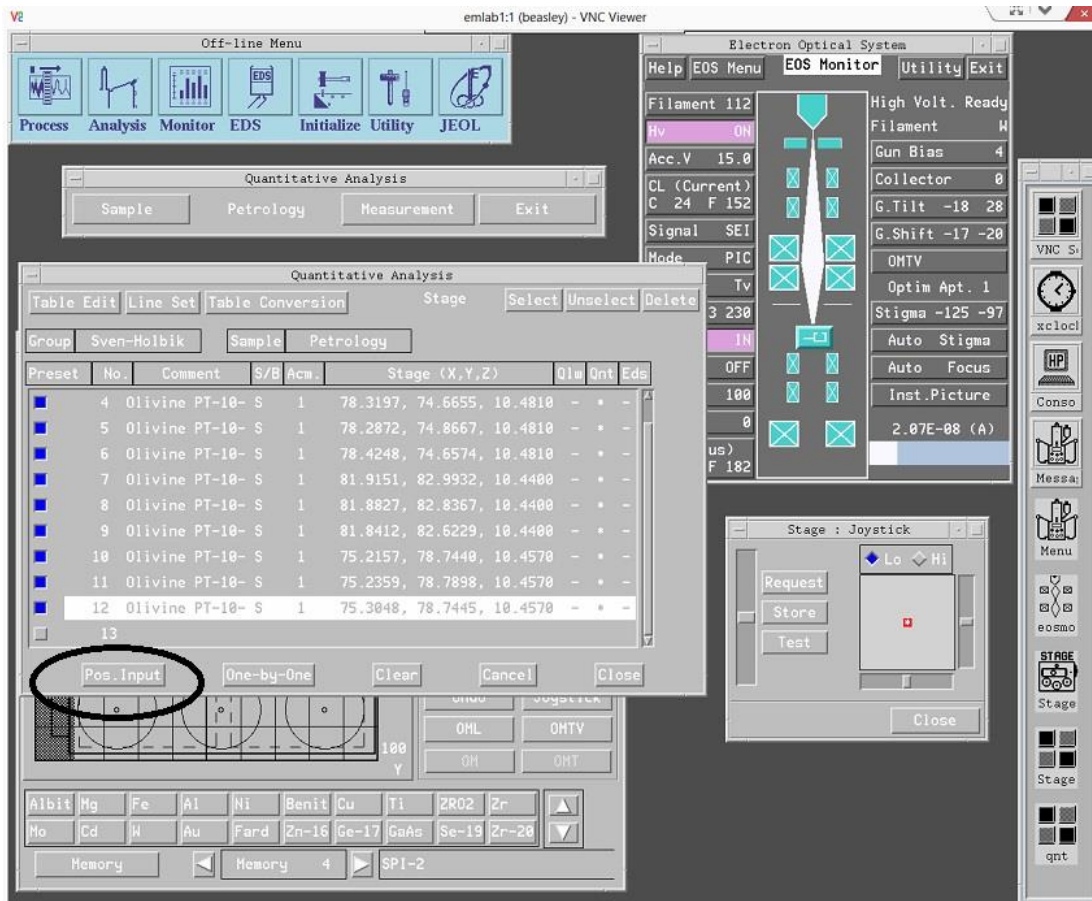 emlab1:1 (beasley) - VNC Viewer
Off-line Menu
EDS
Process Analysis Monitor EDS Initialize Utility JEOL
Quantitative Analysis
Sample Petrology Measurement Exit
Electron Optical System
Help EOS Menu EOS Monitor Utility Exit
Filament 112
Hv ON
Acc.V 15.0
CL (Current)
C 24 F 152
Signal SEI
Mode PIC
Tv
3 230
IN
OFF
100
0
us)
F 182
High Volt. Ready
Filament W
Gun Bias 4
Collector 0
G.Tilt -18 28
G.Shift -17 -20
OMTV
Optim Apt. 1
Stigma -125 -97
Auto Stigma
Auto Focus
Inst.Picture
2.07E-08 (A)
Quantitative Analysis
Table Edit Line Set Table Conversion Stage Select Unselect Delete
Group Sven-Holbik Sample Petrology
Preset No. Comment S/B Acm. Stage (X,Y,Z) Qlw Qnt Eds
4 Olivine PT-10- S 1 78.3197, 74.6655, 10.4810 - * -
5 Olivine PT-10- S 1 78.2872, 74.8667, 10.4810 - * -
6 Olivine PT-10- S 1 78.4248, 74.6574, 10.4810 - * -
7 Olivine PT-10- S 1 81.9151, 82.9932, 10.4400 - * -
8 Olivine PT-10- S 1 81.8827, 82.8367, 10.4400 - * -
9 Olivine PT-10- S 1 81.8412, 82.6229, 10.4400 - * -
10 Olivine PT-10- S 1 75.2157, 78.7440, 10.4570 - * -
11 Olivine PT-10- S 1 75.2359, 78.7898, 10.4570 - * -
12 Olivine PT-10- S 1 75.3048, 78.7445, 10.4570 - * -
13
Pos.Input One-by-One Clear Cancel Close
Undo Joystick
OML OMTV
OM OMT
100
Y
Albit Mg Fe Al Ni Benit Cu Ti ZRO2 Zr
Mo Cd W Au Fard Zn-16 Ge-17 GaAs Se-19 Zr-20
Memory Memory 4 SPI-2
Stage : Joystick
Lo Hi
Request
Store
Test
Close
VNC S
xclock
HP
Conso
Messa
Menu
eosmo
STAGE
Stage
Stage
qnt